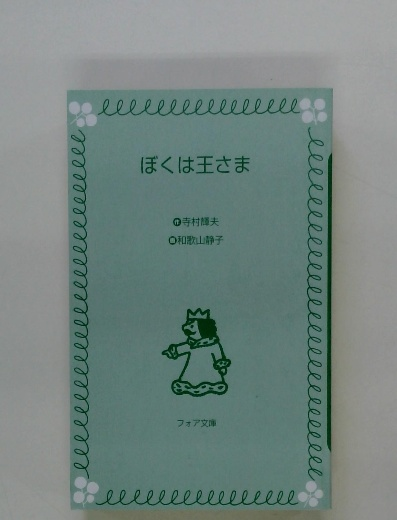 ぼくは王さま
作寺村輝夫
画和歌山静子
フォア文庫